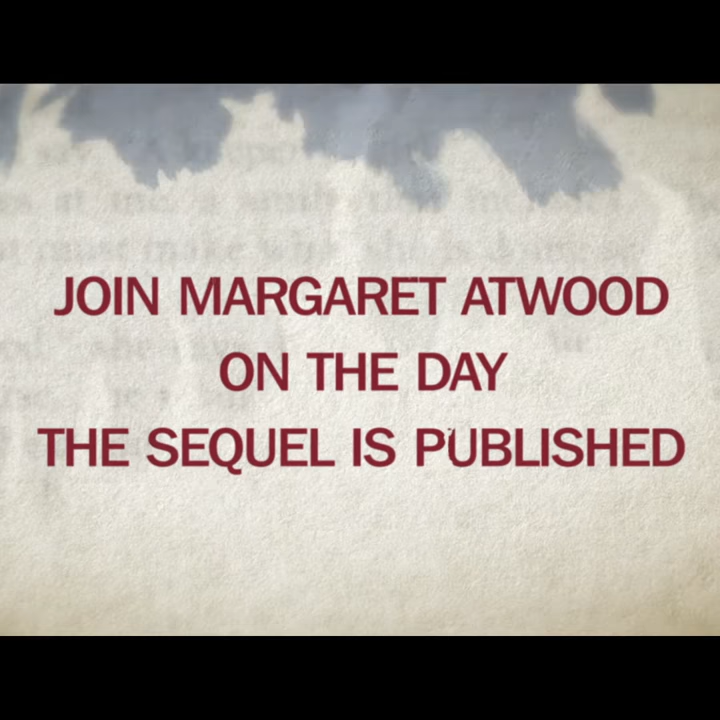 JOIN MARGARET ATWOOD
ON THE DAY
THE SEQUEL IS PUBLISHED